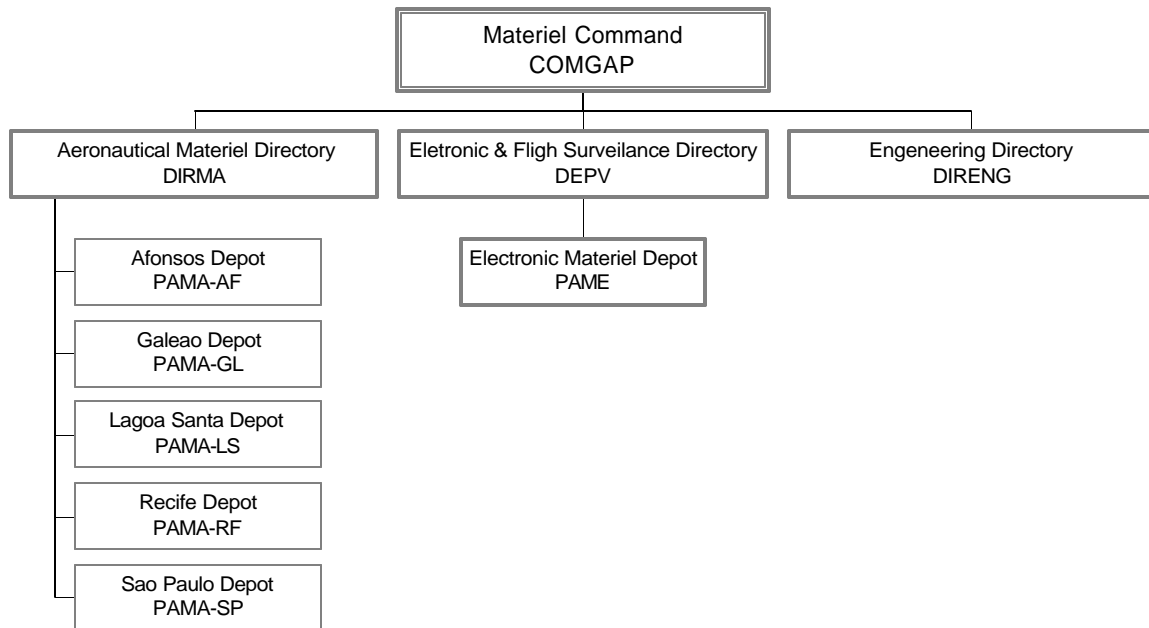 Materiel Command
COMGAP
Aeronautical Materiel Directory
DIRMA
Eletronic & Fligh Surveilance Directory
DEPV
Engeneering Directory
DIRENG
Afonsos Depot
PAMA-AF
Galeao Depot
PAMA-GL
Lagoa Santa Depot
PAMA-LS
Recife Depot
PAMA-RF
Sao Paulo Depot
PAMA-SP
Electronic Materiel Depot
PAME